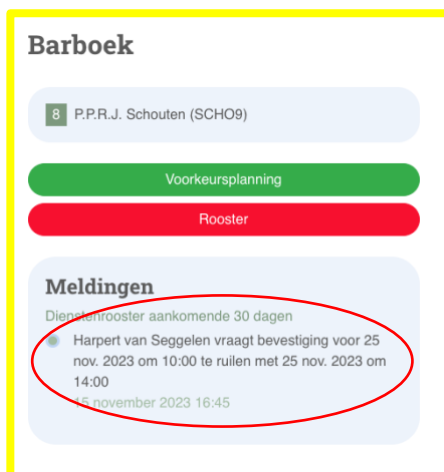 Barboek
8 P.P.R.J. Schouten (SCHO9)
Voorkeursplanning
Rooster
Meldingen
Dienstenrooster aankomende 30 dagen
Harpert van Seggelen vraagt bevestiging voor 25
nov. 2023 om 10:00 te ruilen met 25 nov. 2023 om
14:00
15 november 2023 16:45